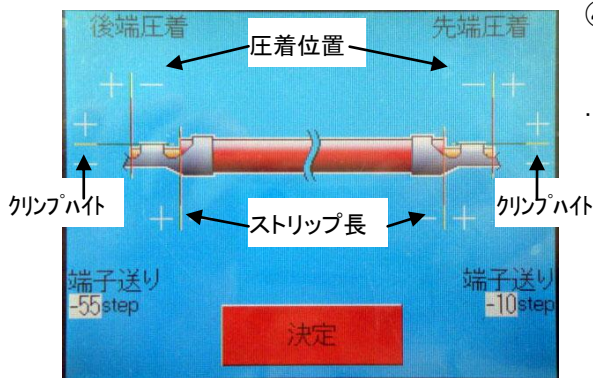 後端圧着
先端圧着
圧着位置
+ -
- +
+
+
-
-
クリンプハイト
クリンプハイト
+ -
ストリップ長
- +
端子送り
-55step
端子送り
-10step
決定